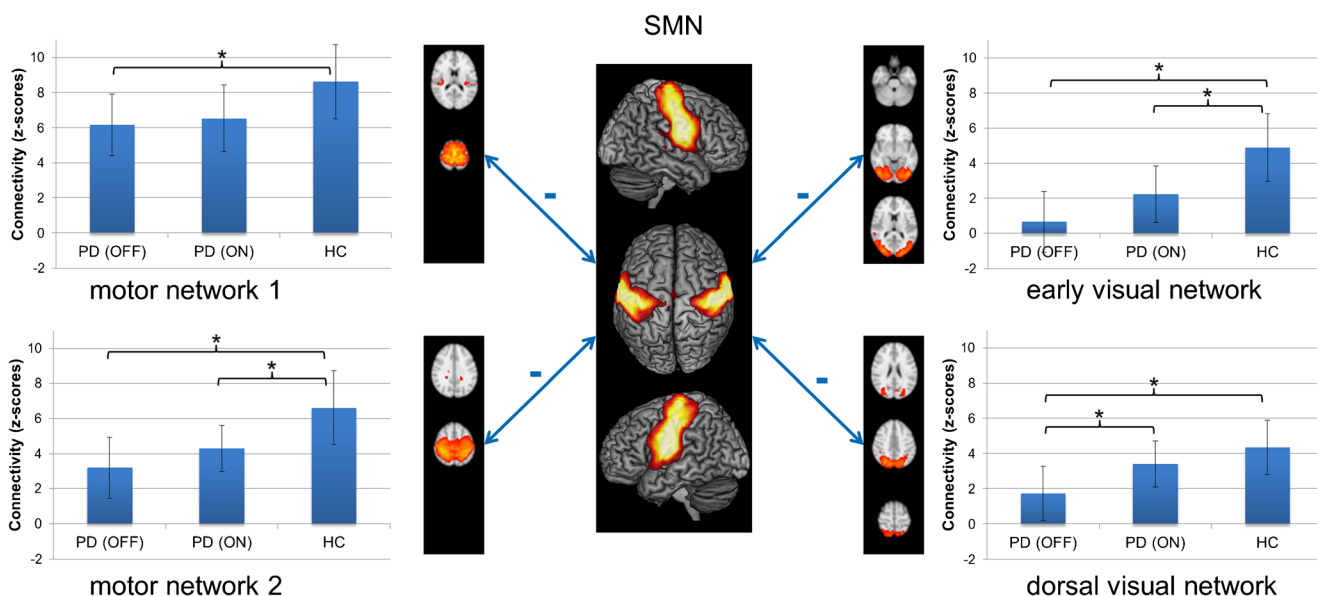 SMN
Connectivity (z-scores)
10
8
6
4
2
0
-2
*
PD (OFF)
PD (ON)
HC
motor network 1
Connectivity (z-scores)
10
8
6
4
2
0
-2
*
*
PD (OFF)
PD (ON)
HC
early visual network
Connectivity (z-scores)
10
8
6
4
2
0
-2
*
*
PD (OFF)
PD (ON)
HC
motor network 2
Connectivity (z-scores)
10
8
6
4
2
0
-2
*
*
PD (OFF)
PD (ON)
HC
dorsal visual network
-
-
-
-